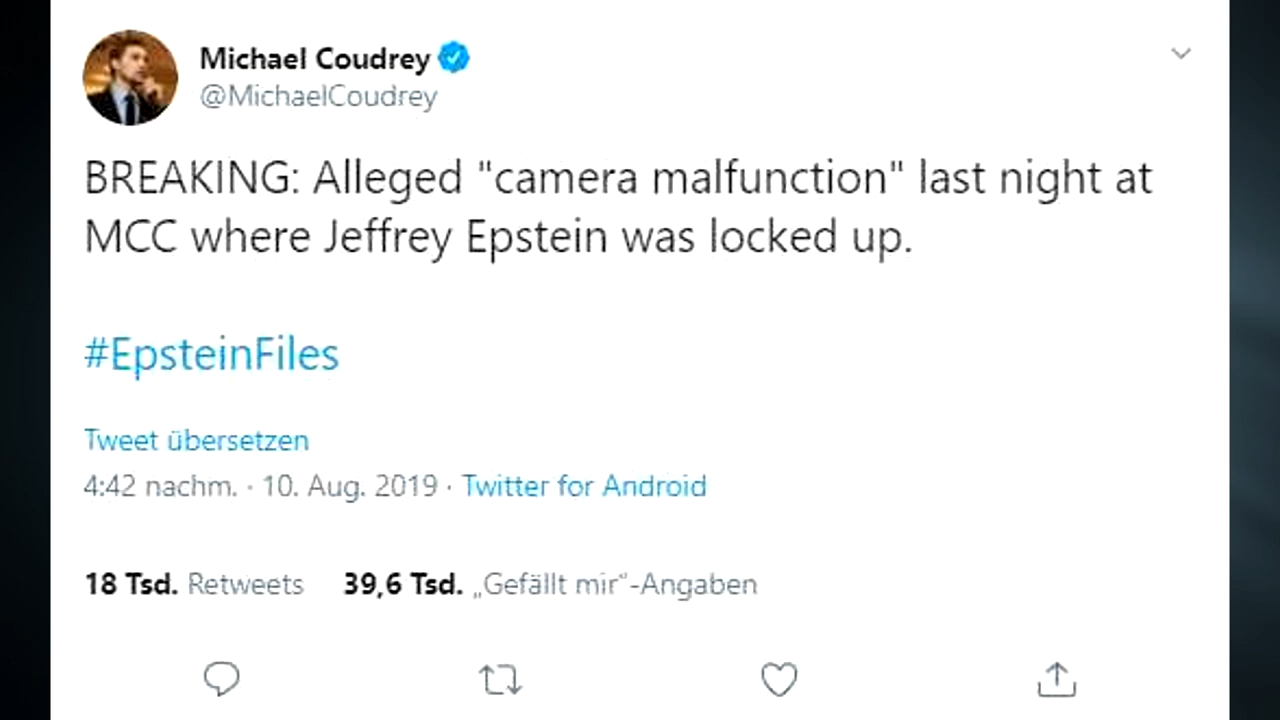 Michael Coudrey
@MichaelCoudrey
BREAKING: Alleged "camera malfunction" last night at
MCC where Jeffrey Epstein was locked up.
#EpsteinFiles
Tweet übersetzen
4:42 nachm. · 10. Aug. 2019 · Twitter for Android
18 Tsd. Retweets 39,6 Tsd. „Gefällt mir“-Angaben